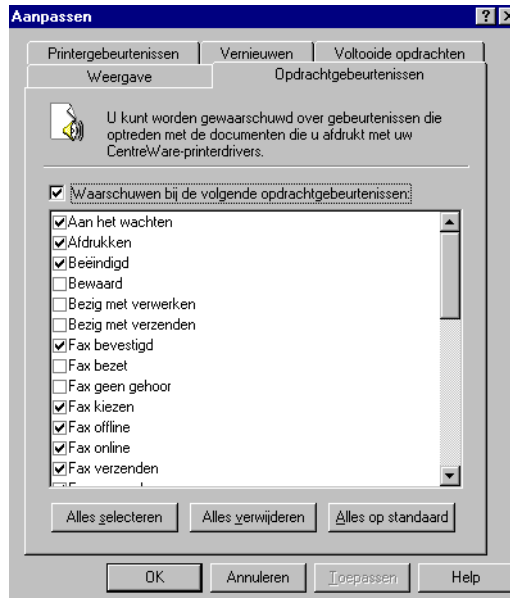 Aanpassen
Printergebeurtenissen Vernieuwen Voltooide opdrachten
Weergave Opdrachtgebeurtenissen
U kunt worden gewaarschuwd over gebeurtenissen die
optreden met de documenten die u afdrukt met uw
CentreWare-printerdrivers.
Waarschuwen bij de volgende opdrachtgebeurtenissen:
Aan het wachten
Afdrukken
Beëindigd
Bewaard
Bezig met verwerken
Bezig met verzenden
Fax bevestigd
Fax bezet
Fax geen gehoor
Fax kiezen
Fax offline
Fax online
Fax verzenden
Alles selecteren Alles verwijderen Alles op standaard
OK Annuleren Toepassen Help